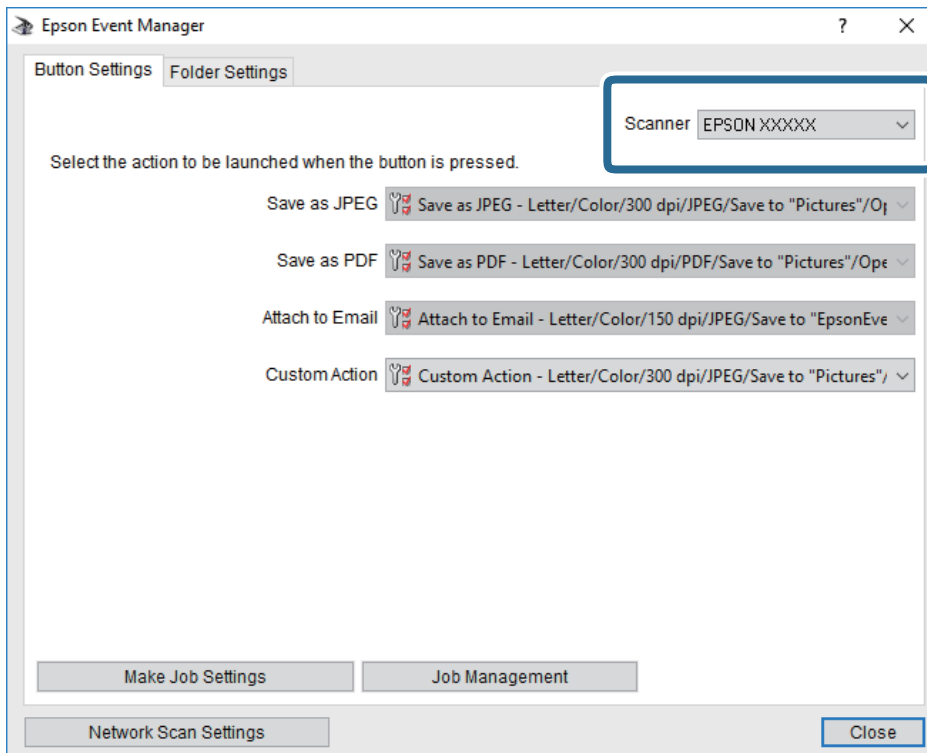 Epson Event Manager
Button Settings Folder Settings
Scanner EPSON XXXXX
Select the action to be launched when the button is pressed.
Save as JPEG Save as JPEG - Letter/Color/300 dpi/JPEG/Save to "Pictures"/Op
Save as PDF Save as PDF - Letter/Color/300 dpi/PDF/Save to "Pictures"/Ope
Attach to Email Attach to Email - Letter/Color/150 dpi/JPEG/Save to "EpsonEve
Custom Action Custom Action - Letter/Color/300 dpi/JPEG/Save to "Pictures"/
Make Job Settings Job Management
Network Scan Settings Close